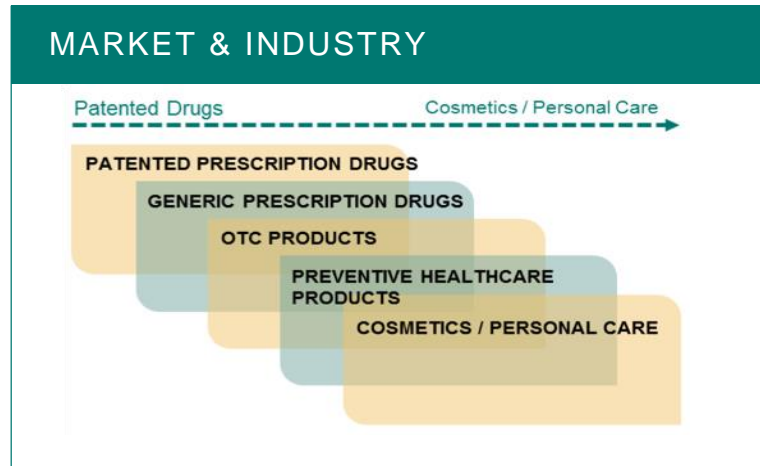 MARKET & INDUSTRY
Patented Drugs
Cosmetics / Personal Care
PATENTED PRESCRIPTION DRUGS
GENERIC PRESCRIPTION DRUGS
OTC PRODUCTS
PREVENTIVE HEALTHCARE
PRODUCTS
COSMETICS / PERSONAL CARE